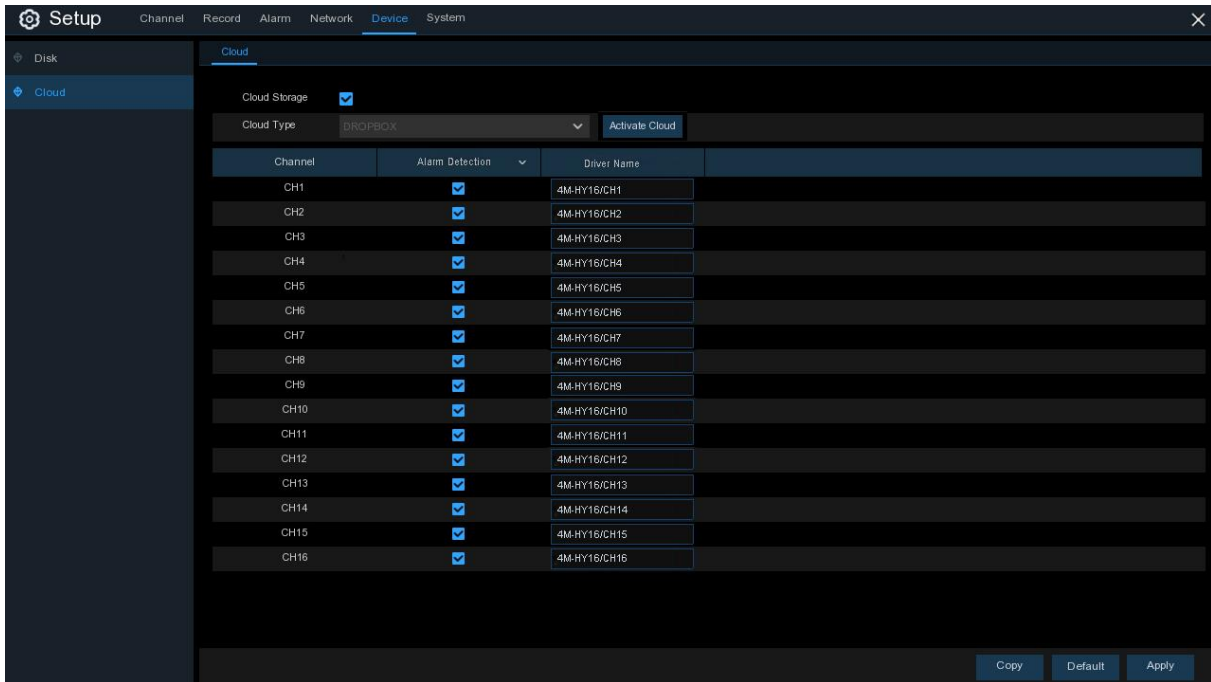 Setup Channel Record Alarm Network Device System
Disk
Cloud
Cloud
Cloud Storage
Cloud Type DROPBOX Activate Cloud
Channel Alarm Detection Driver Name
CH1 4M-HY16/CH1
CH2 4M-HY16/CH2
CH3 4M-HY16/CH3
CH4 4M-HY16/CH4
CH5 4M-HY16/CH5
CH6 4M-HY16/CH6
CH7 4M-HY16/CH7
CH8 4M-HY16/CH8
CH9 4M-HY16/CH9
CH10 4M-HY16/CH10
CH11 4M-HY16/CH11
CH12 4M-HY16/CH12
CH13 4M-HY16/CH13
CH14 4M-HY16/CH14
CH15 4M-HY16/CH15
CH16 4M-HY16/CH16
Copy Default Apply